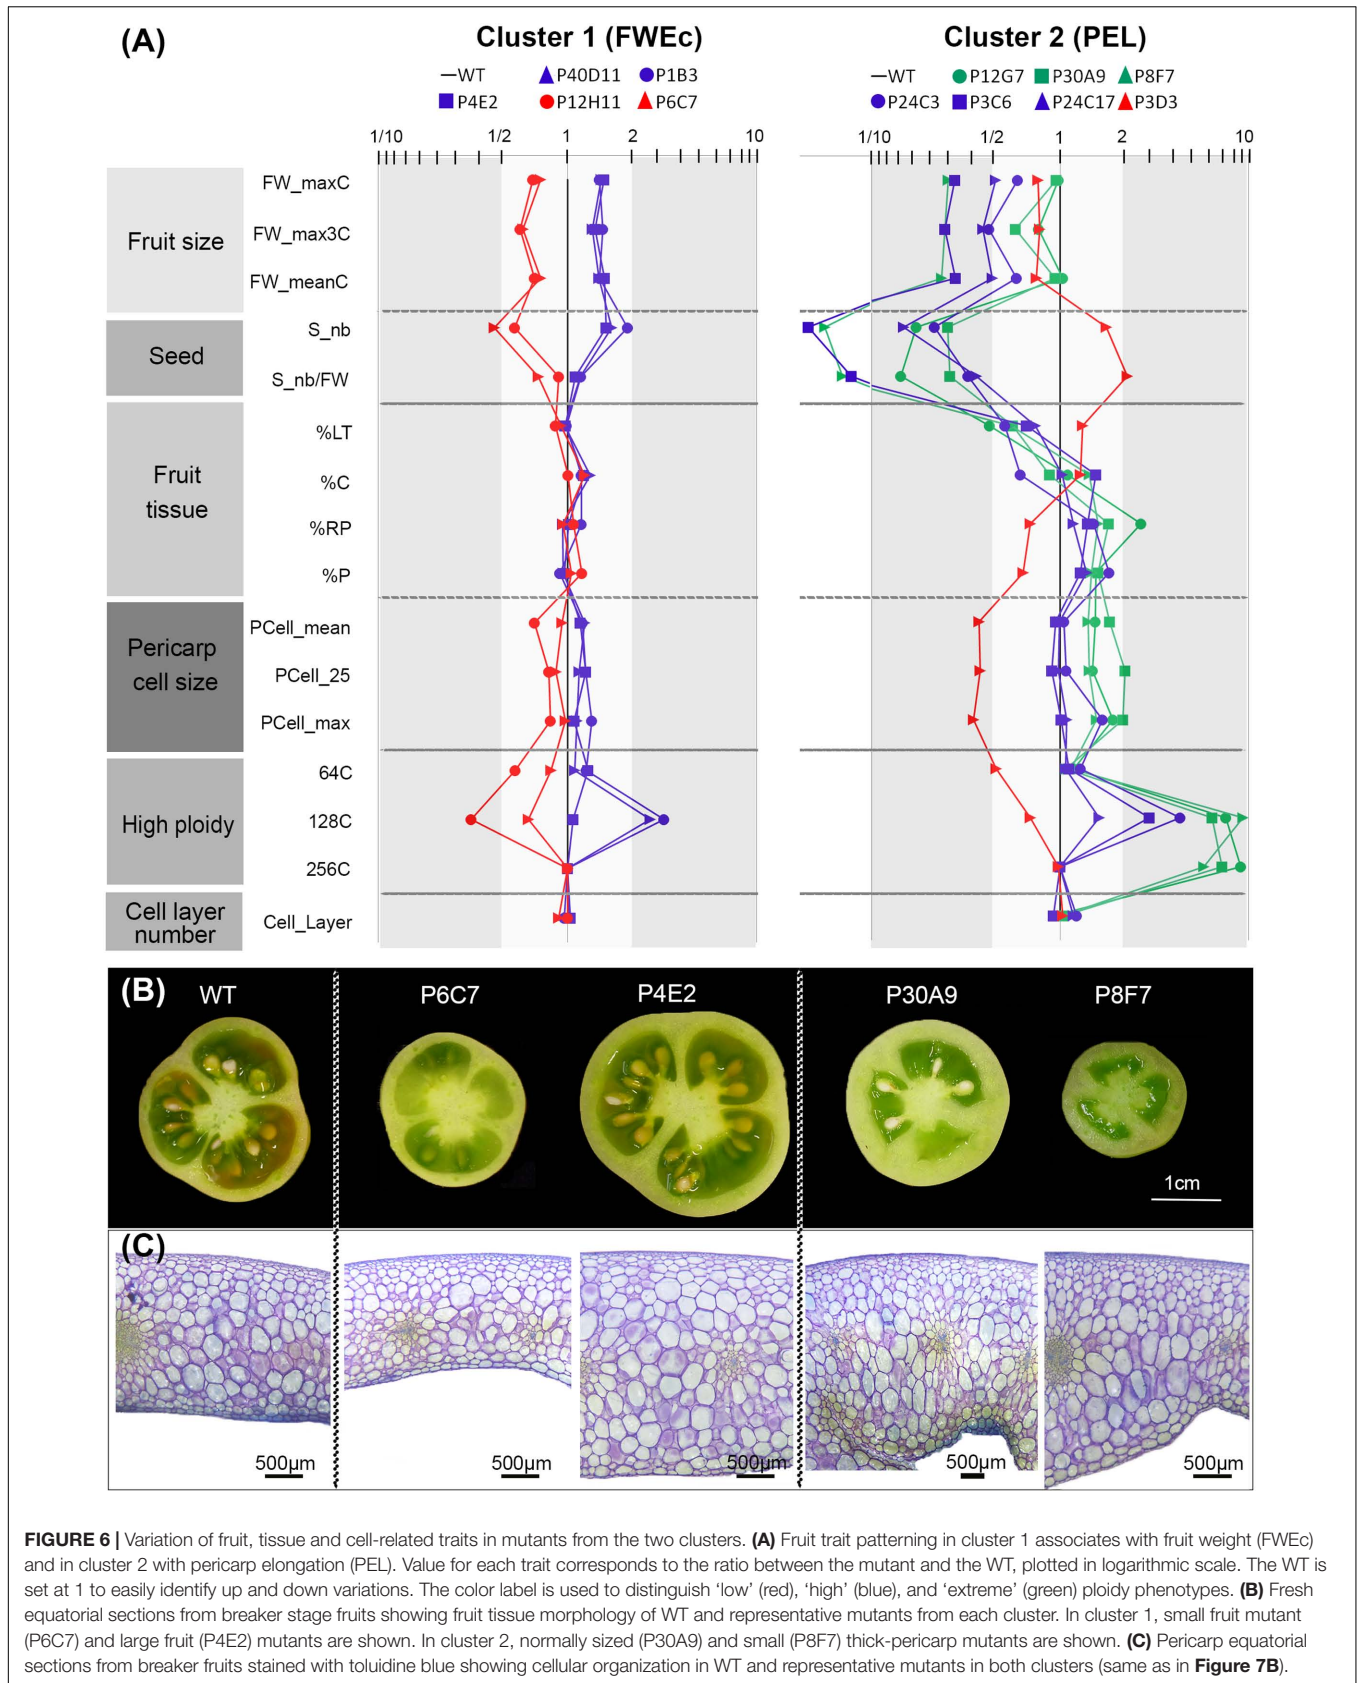 (A)
Cluster 1 (FWEc)
Cluster 2 (PEL)
WT P40D11 P1B3
P4E2 P12H11 P6C7
WT P12G7 P30A9 P8F7
P24C3 P3C6 P24C17 P3D3
1/10 1/2 1 2 10
1/10 1/2 1 2 10
Fruit size
FW_maxC
FW_max3C
FW_meanC
Seed
S_nb
S_nb/FW
Fruit
tissue
%LT
%C
%RP
%P
Pericarp
cell size
PCell_mean
PCell_25
PCell_max
High ploidy
64C
128C
256C
Cell layer
number
Cell_Layer
(B)
WT P6C7 P4E2 P30A9 P8F7
1cm
(C)
500µm 500µm 500µm 500µm 500µm
FIGURE 6 | Variation of fruit, tissue and cell-related traits in mutants from the two clusters. (A) Fruit trait patterning in cluster 1 associates with fruit weight (FWEc)
and in cluster 2 with pericarp elongation (PEL). Value for each trait corresponds to the ratio between the mutant and the WT, plotted in logarithmic scale. The WT is
set at 1 to easily identify up and down variations. The color label is used to distinguish ‘low’ (red), ‘high’ (blue), and ‘extreme’ (green) ploidy phenotypes. (B) Fresh
equatorial sections from breaker stage fruits showing fruit tissue morphology of WT and representative mutants from each cluster. In cluster 1, small fruit mutant
(P6C7) and large fruit (P4E2) mutants are shown. In cluster 2, normally sized (P30A9) and small (P8F7) thick-pericarp mutants are shown. (C) Pericarp equatorial
sections from breaker fruits stained with toluidine blue showing cellular organization in WT and representative mutants in both clusters (same as in Figure 7B).